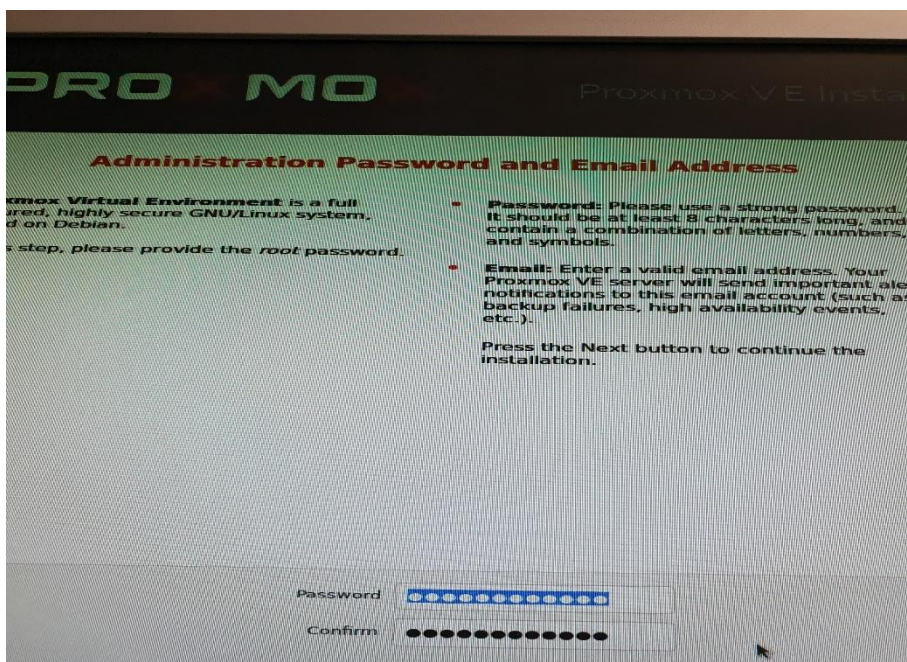 PROXMOX
Proxmox VE Insta
Administration Password and Email Address
xmox Virtual Environment is a full
ured, highly secure GNU/Linux system,
d on Debian.
s step, please provide the root password.
• Password: Please use a strong password.
It should be at least 8 characters long, and
contain a combination of letters, numbers,
and symbols.
• Email: Enter a valid email address. Your
Proxmox VE server will send important ale
notifications to this email account (such as
backup failures, high availability events,
etc.).
Press the Next button to continue the
installation.
Password ●●●●●●●●●●●●
Confirm ●●●●●●●●●●●●